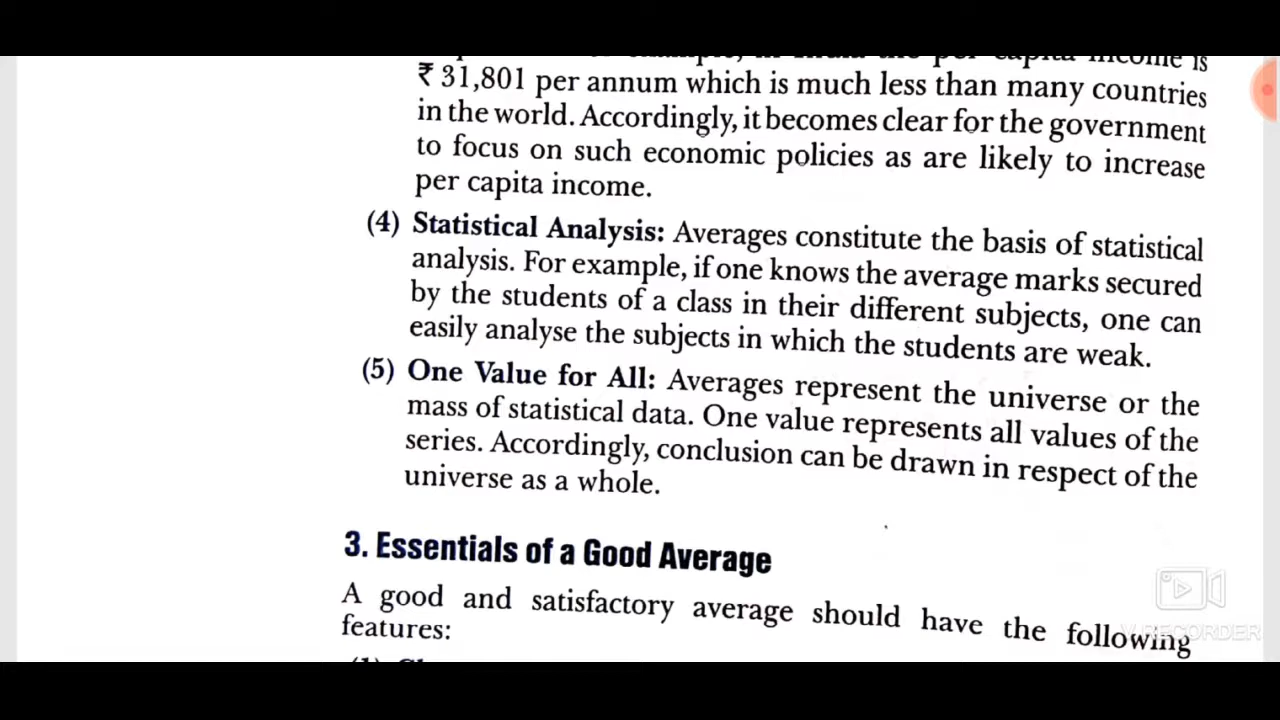 per capita income is
₹ 31,801 per annum which is much less than many countries
in the world. Accordingly, it becomes clear for the government
to focus on such economic policies as are likely to increase
per capita income.
(4) Statistical Analysis: Averages constitute the basis of statistical
analysis. For example, if one knows the average marks secured
by the students of a class in their different subjects, one can
easily analyse the subjects in which the students are weak.
(5) One Value for All: Averages represent the universe or the
mass of statistical data. One value represents all values of the
series. Accordingly, conclusion can be drawn in respect of the
universe as a whole.
3. Essentials of a Good Average
A good and satisfactory average should have the following
features:
V RECORDER